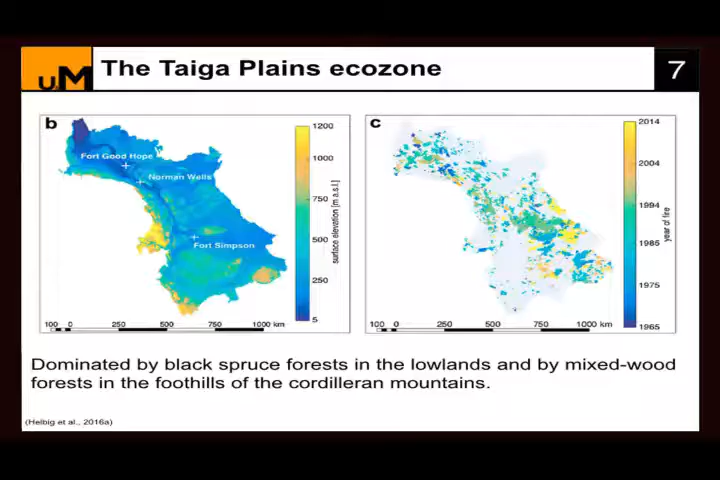 UdM
The Taiga Plains ecozone
7
b
Fort Good Hope
Norman Wells
Fort Simpson
1200
1000
750
500
250
5
surface elevation [m a.s.l.]
100 0 250 500 750 1000 km
c
2014
2004
1994
1985
1975
1965
year of fire
100 0 250 500 750 1000 km
Dominated by black spruce forests in the lowlands and by mixed-wood
forests in the foothills of the cordilleran mountains.
(Helbig et al., 2016a)